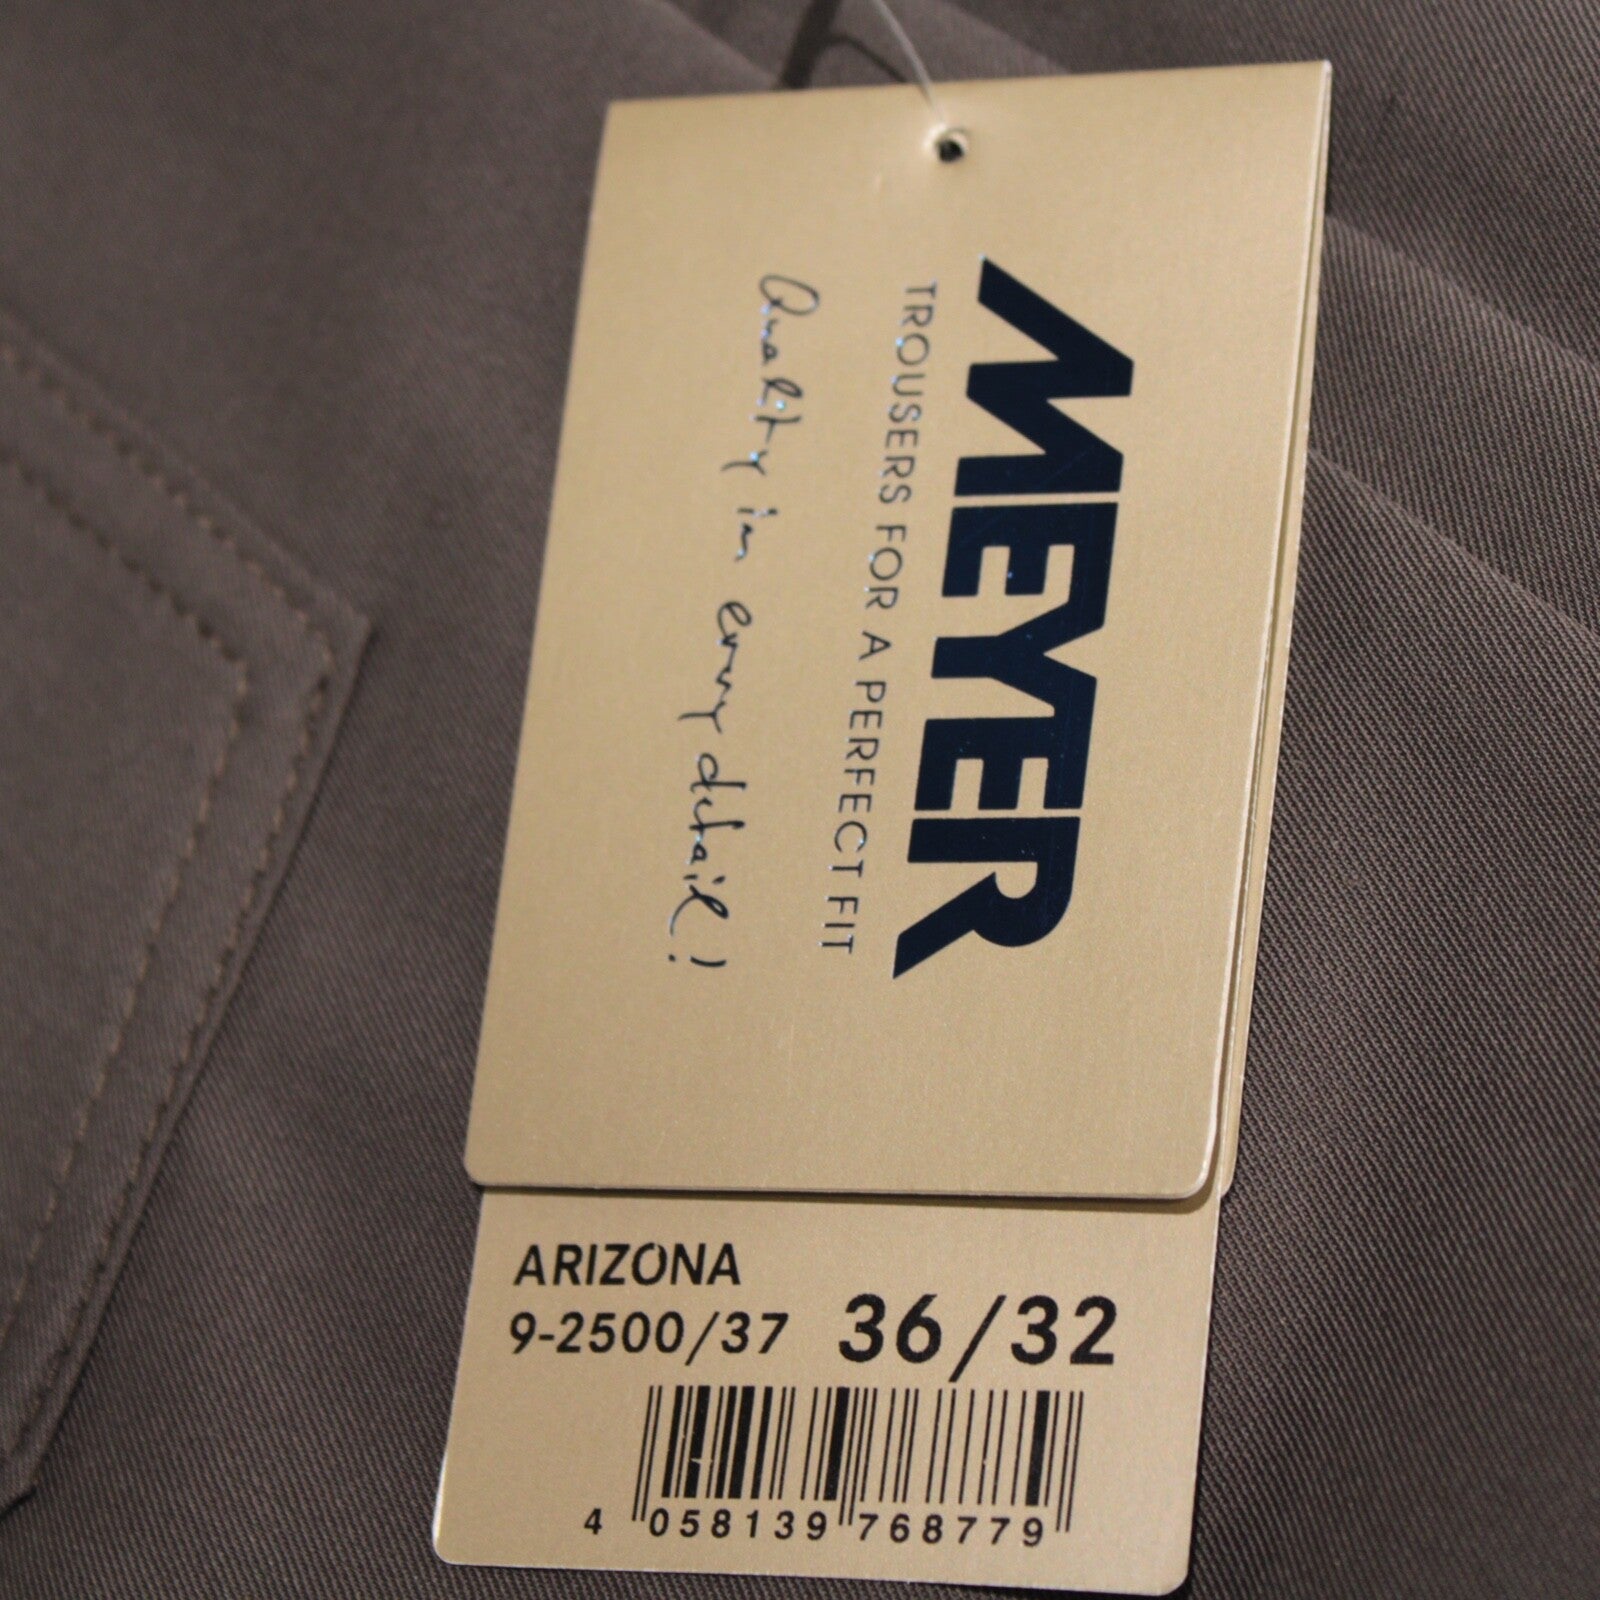 MEYER
TROUSERS FOR A PERFECT FIT
Quality in every detail!
ARIZONA
9-2500/37 36/32
4 058139 768779